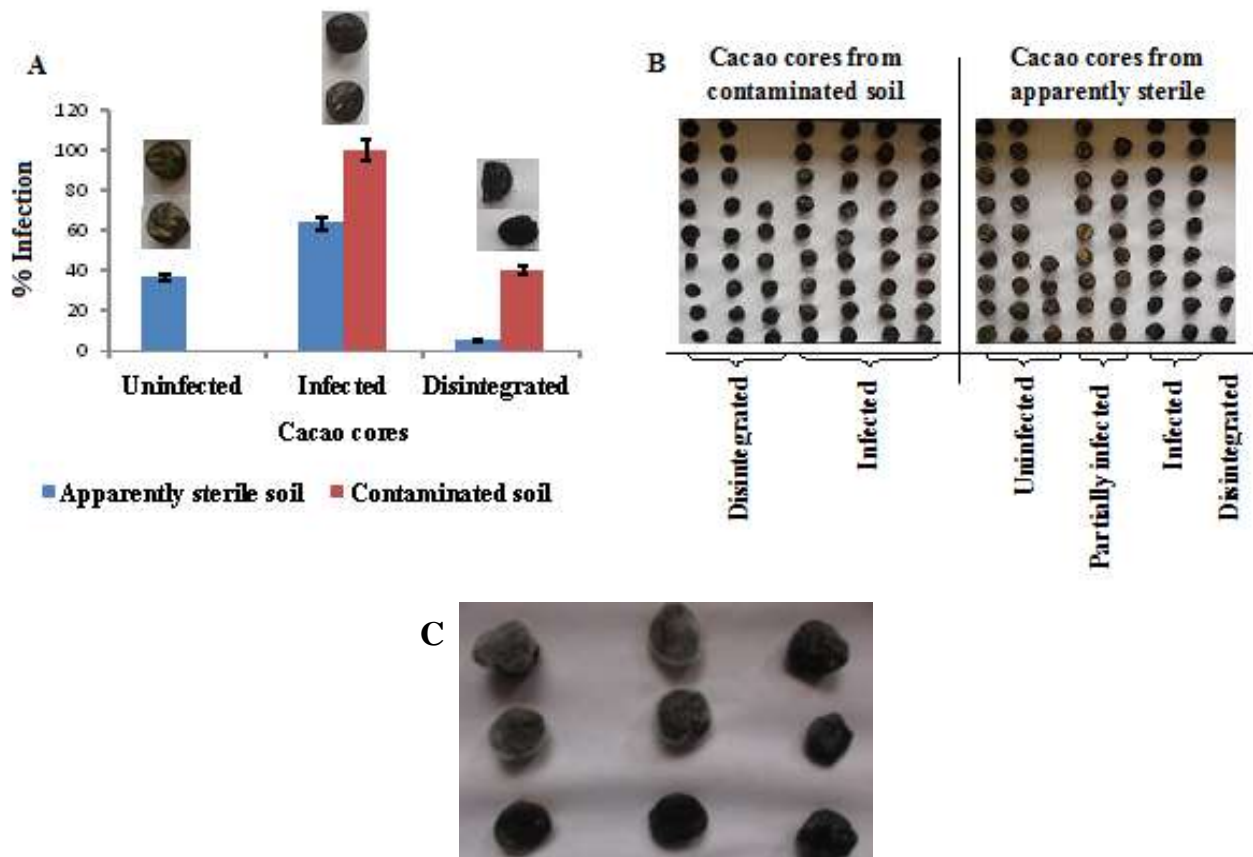 A
120
100
80
60
40
20
0
% Infection
Uninfected
Infected
Disintegrated
Cacao cores
Apparently sterile soil
Contaminated soil
B
Cacao cores from
contaminated soil
Cacao cores from
apparently sterile
Disintegrated
Infected
Uninfected
Partially infected
Infected
Disintegrated
C